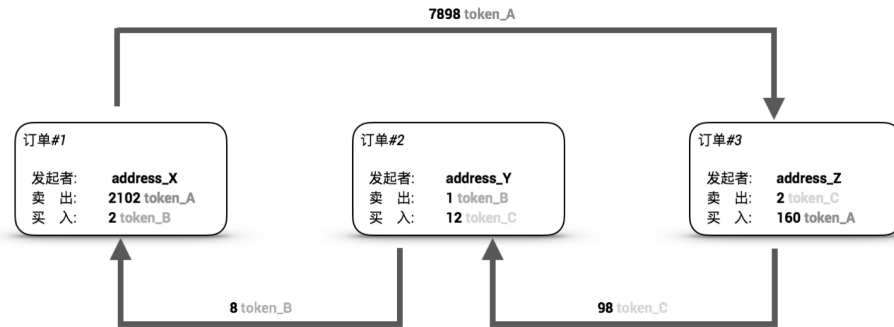 7898 token_A
订单#1
发起者: address_X
卖 出: 2102 token_A
买 入: 2 token_B
订单#2
发起者: address_Y
卖 出: 1 token_B
买 入: 12 token_C
订单#3
发起者: address_Z
卖 出: 2 token_C
买 入: 160 token_A
8 token_B
98 token_C